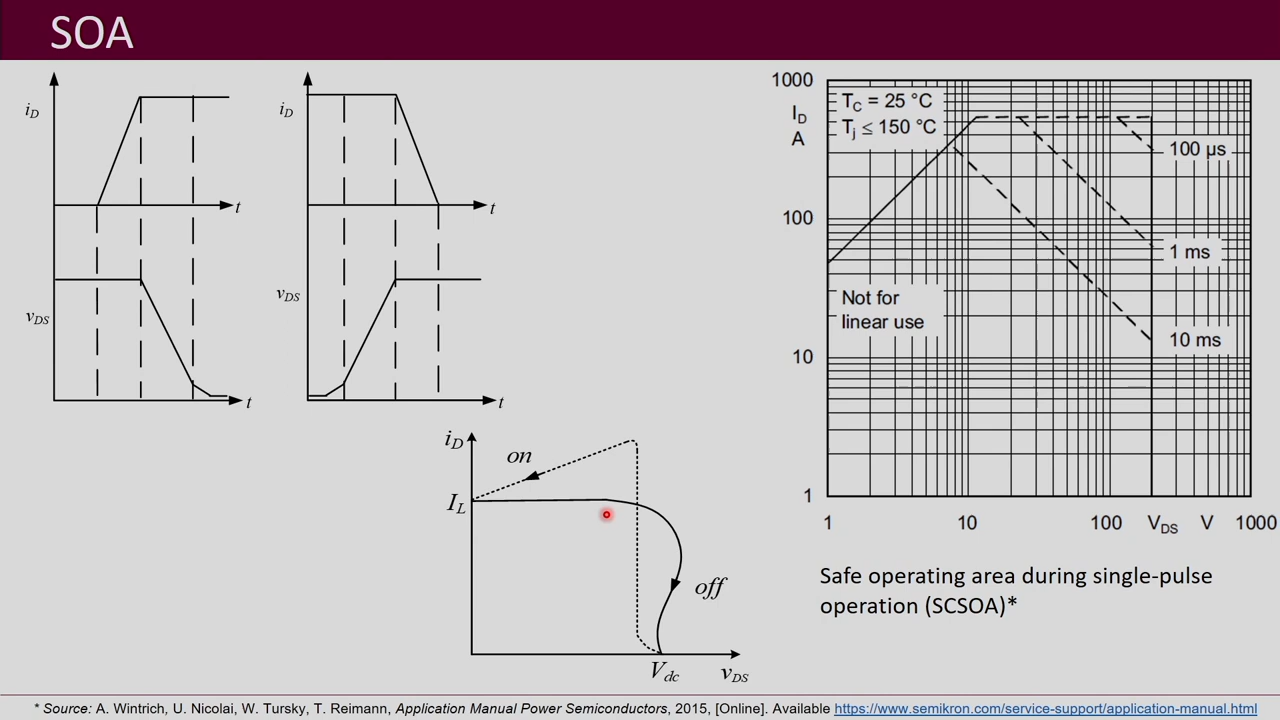 SOA
i_D
t
i_D
t
v_DS
t
v_DS
t
i_D
on
I_L
off
V_dc
v_DS
1000
I_D
A
T_C = 25 °C
T_j ≤ 150 °C
100 µs
100
1 ms
Not for
linear use
10 ms
10
1
1
10
100
V_DS
V
1000
Safe operating area during single-pulse
operation (SCSOA)*
* Source: A. Wintrich, U. Nicolai, W. Tursky, T. Reimann, Application Manual Power Semiconductors, 2015, [Online]. Available https://www.semikron.com/service-support/application-manual.html